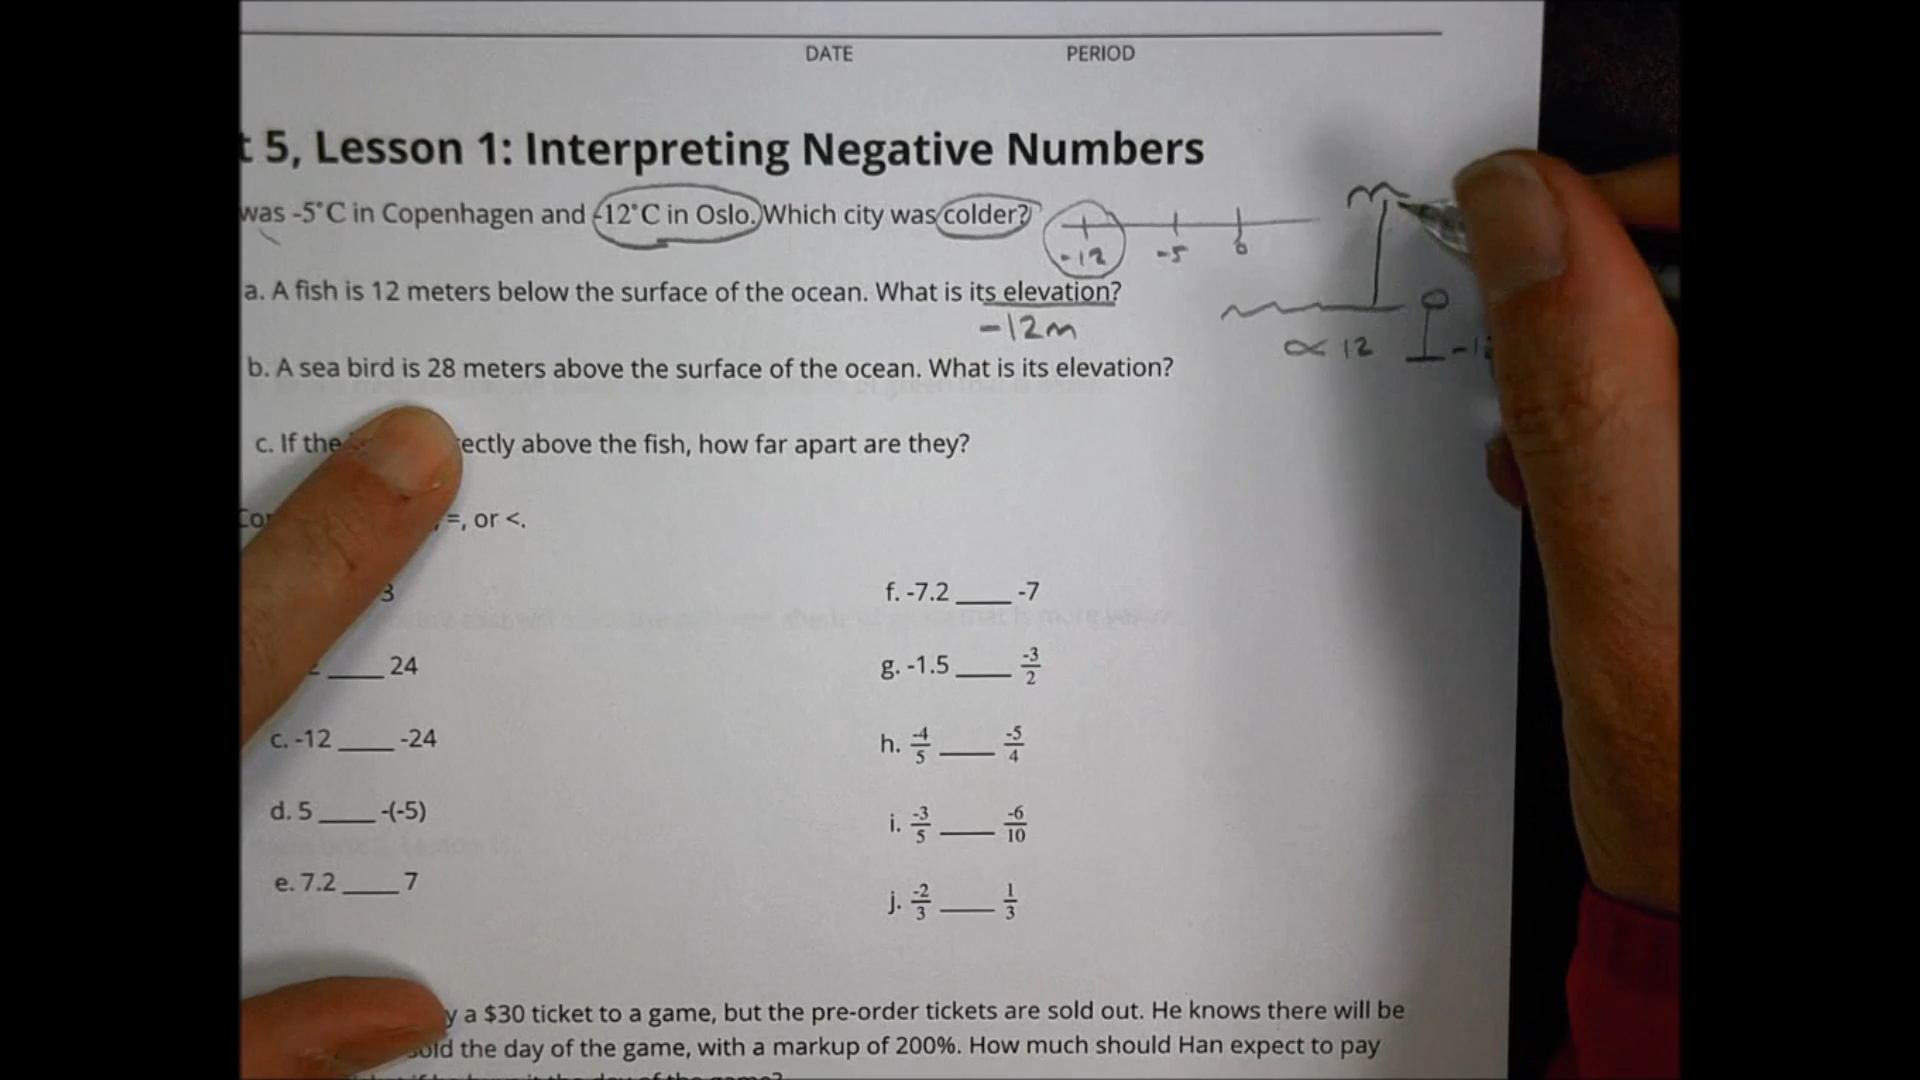 DATE PERIOD
5, Lesson 1: Interpreting Negative Numbers
was -5°C in Copenhagen and -12°C in Oslo. Which city was colder?
-12 -5 0
a. A fish is 12 meters below the surface of the ocean. What is its elevation?
-12m
12
b. A sea bird is 28 meters above the surface of the ocean. What is its elevation?
c. If the ectly above the fish, how far apart are they?
=, or <.
3
f. -7.2 ____ -7
____ 24
g. -1.5 ____ -3/2
c. -12 ____ -24
h. -4/5 ____ -5/4
d. 5 ____ -(-5)
i. -3/5 ____ -6/10
e. 7.2 ____ 7
j. -2/3 ____ 1/3
y a $30 ticket to a game, but the pre-order tickets are sold out. He knows there will be
sold the day of the game, with a markup of 200%. How much should Han expect to pay